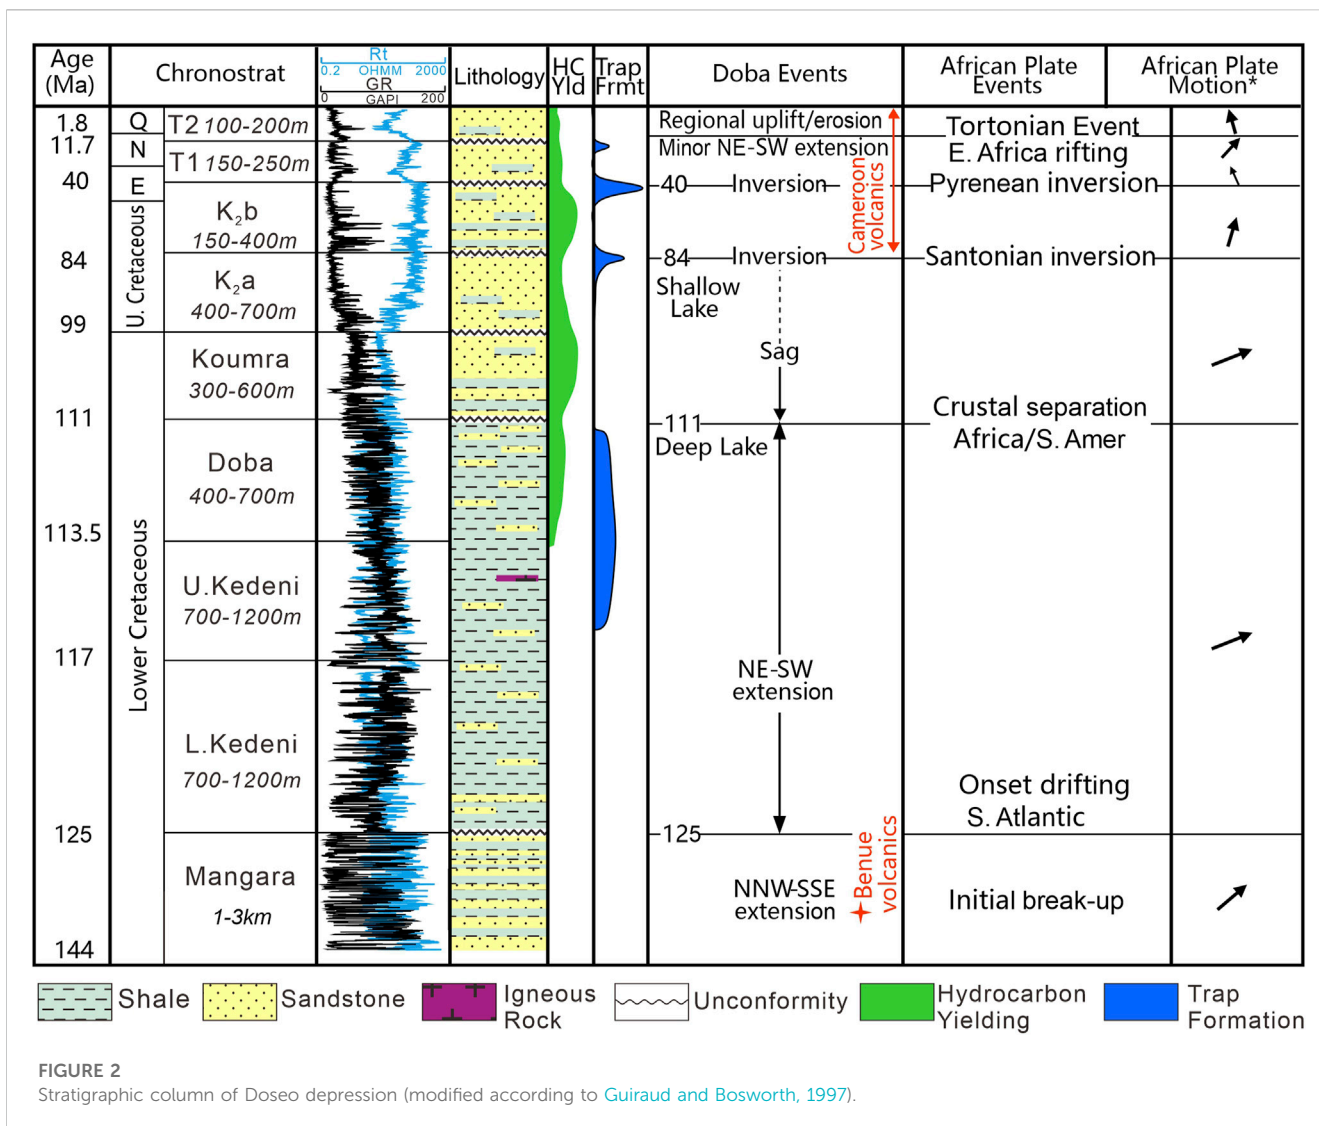 Age
(Ma)
Chronostrat
Rt
0.2 OHMM 2000
GR
0 GAPI 200
Lithology
HC
Yld
Trap
Frmt
Doba Events
African Plate
Events
African Plate
Motion*
1.8
11.7
40
84
99
111
113.5
117
125
144
Q
N
E
U. Cretaceous
Lower Cretaceous
T2 100-200m
T1 150-250m
K2b
150-400m
K2a
400-700m
Koumra
300-600m
Doba
400-700m
U.Kedeni
700-1200m
L.Kedeni
700-1200m
Mangara
1-3km
Regional uplift/erosion
Minor NE-SW extension
40 Inversion
Cameroon
volcanics
84 Inversion
Shallow
Lake
Sag
111
Deep Lake
NE-SW
extension
125
NNW-SSE
extension
Benue
volcanics
Tortonian Event
E. Africa rifting
Pyrenean inversion
Santonian inversion
Crustal separation
Africa/S. Amer
Onset drifting
S. Atlantic
Initial break-up
Shale
Sandstone
Igneous
Rock
Unconformity
Hydrocarbon
Yielding
Trap
Formation
FIGURE 2
Stratigraphic column of Doseo depression (modified according to Guiraud and Bosworth, 1997).